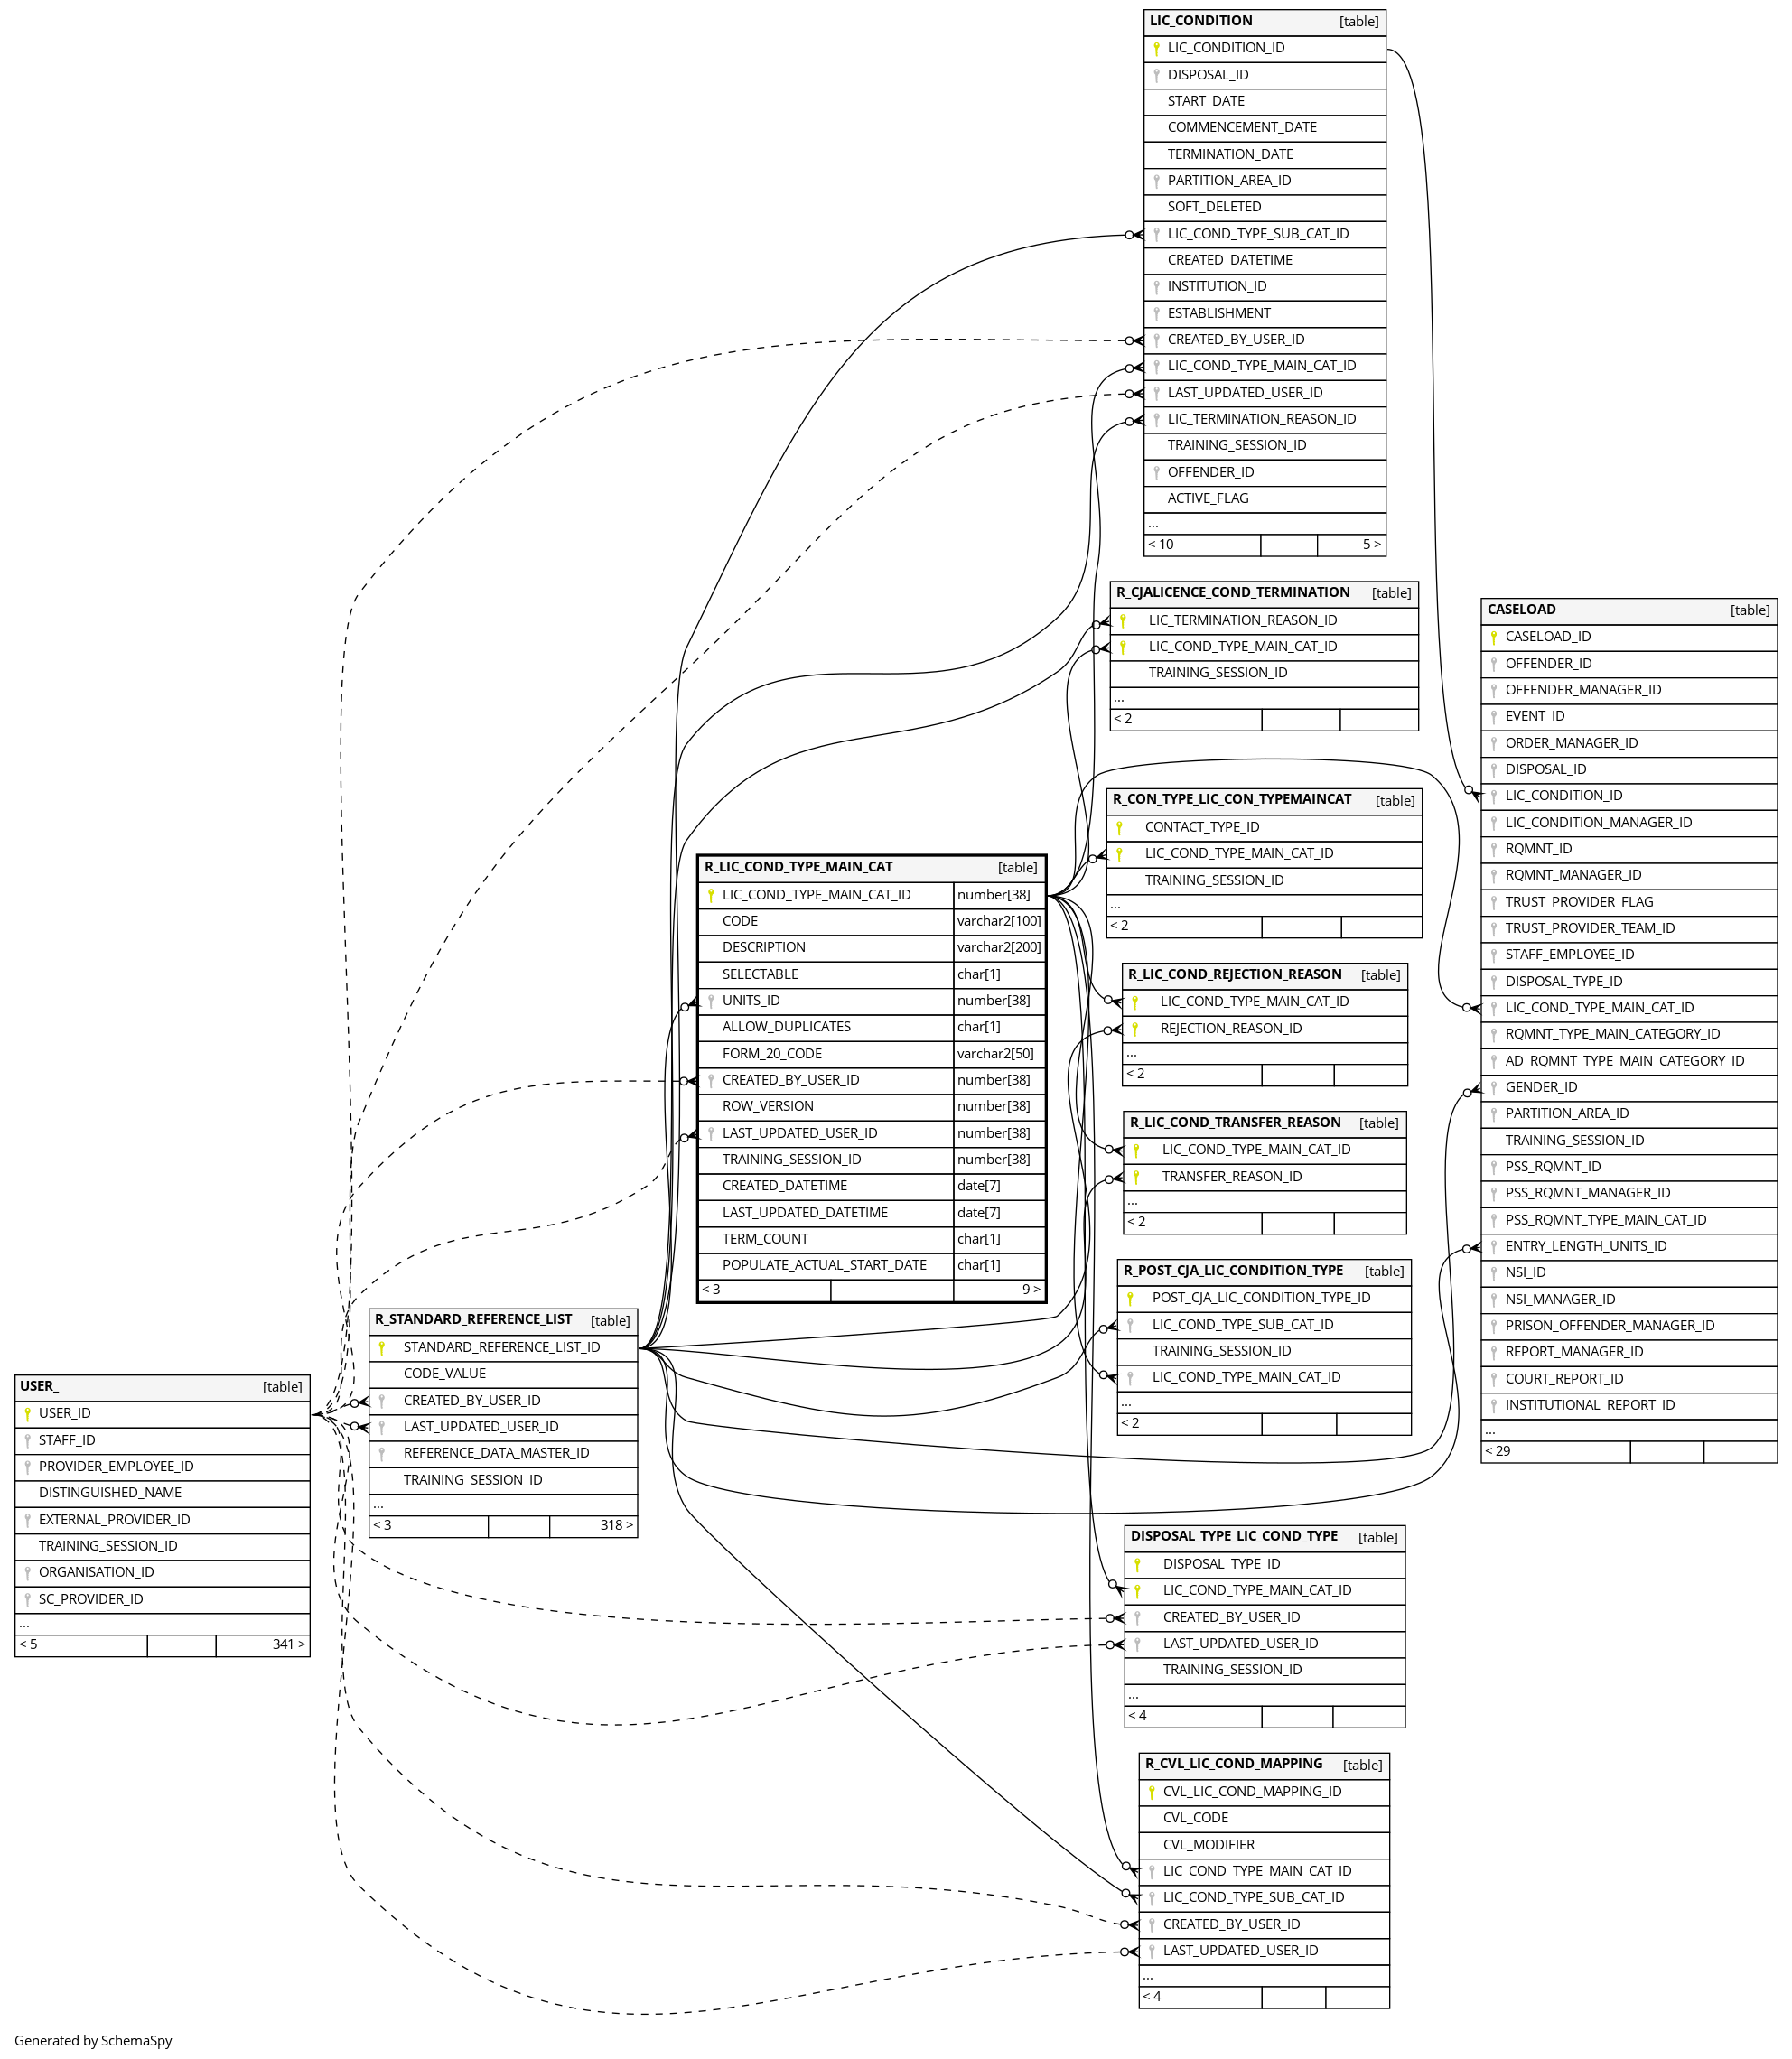 LIC_CONDITION [table]
LIC_CONDITION_ID
DISPOSAL_ID
START_DATE
COMMENCEMENT_DATE
TERMINATION_DATE
PARTITION_AREA_ID
SOFT_DELETED
LIC_COND_TYPE_SUB_CAT_ID
CREATED_DATETIME
INSTITUTION_ID
ESTABLISHMENT
CREATED_BY_USER_ID
LIC_COND_TYPE_MAIN_CAT_ID
LAST_UPDATED_USER_ID
LIC_TERMINATION_REASON_ID
TRAINING_SESSION_ID
OFFENDER_ID
ACTIVE_FLAG
...
< 10 5 >
R_CJALICENCE_COND_TERMINATION [table]
LIC_TERMINATION_REASON_ID
LIC_COND_TYPE_MAIN_CAT_ID
TRAINING_SESSION_ID
...
< 2
CASELOAD [table]
CASELOAD_ID
OFFENDER_ID
OFFENDER_MANAGER_ID
EVENT_ID
ORDER_MANAGER_ID
DISPOSAL_ID
LIC_CONDITION_ID
LIC_CONDITION_MANAGER_ID
RQMNT_ID
RQMNT_MANAGER_ID
TRUST_PROVIDER_FLAG
TRUST_PROVIDER_TEAM_ID
STAFF_EMPLOYEE_ID
DISPOSAL_TYPE_ID
LIC_COND_TYPE_MAIN_CAT_ID
RQMNT_TYPE_MAIN_CATEGORY_ID
AD_RQMNT_TYPE_MAIN_CATEGORY_ID
GENDER_ID
PARTITION_AREA_ID
TRAINING_SESSION_ID
PSS_RQMNT_ID
PSS_RQMNT_MANAGER_ID
PSS_RQMNT_TYPE_MAIN_CAT_ID
ENTRY_LENGTH_UNITS_ID
NSI_ID
NSI_MANAGER_ID
PRISON_OFFENDER_MANAGER_ID
REPORT_MANAGER_ID
COURT_REPORT_ID
INSTITUTIONAL_REPORT_ID
...
< 29
R_CON_TYPE_LIC_CON_TYPEMAINCAT [table]
CONTACT_TYPE_ID
LIC_COND_TYPE_MAIN_CAT_ID
TRAINING_SESSION_ID
...
< 2
R_LIC_COND_TYPE_MAIN_CAT [table]
LIC_COND_TYPE_MAIN_CAT_ID number[38]
CODE varchar2[100]
DESCRIPTION varchar2[200]
SELECTABLE char[1]
UNITS_ID number[38]
ALLOW_DUPLICATES char[1]
FORM_20_CODE varchar2[50]
CREATED_BY_USER_ID number[38]
ROW_VERSION number[38]
LAST_UPDATED_USER_ID number[38]
TRAINING_SESSION_ID number[38]
CREATED_DATETIME date[7]
LAST_UPDATED_DATETIME date[7]
TERM_COUNT char[1]
POPULATE_ACTUAL_START_DATE char[1]
< 3 9 >
R_LIC_COND_REJECTION_REASON [table]
LIC_COND_TYPE_MAIN_CAT_ID
REJECTION_REASON_ID
...
< 2
R_LIC_COND_TRANSFER_REASON [table]
LIC_COND_TYPE_MAIN_CAT_ID
TRANSFER_REASON_ID
...
< 2
R_POST_CJA_LIC_CONDITION_TYPE [table]
POST_CJA_LIC_CONDITION_TYPE_ID
LIC_COND_TYPE_SUB_CAT_ID
TRAINING_SESSION_ID
LIC_COND_TYPE_MAIN_CAT_ID
...
< 2
R_STANDARD_REFERENCE_LIST [table]
STANDARD_REFERENCE_LIST_ID
CODE_VALUE
CREATED_BY_USER_ID
LAST_UPDATED_USER_ID
REFERENCE_DATA_MASTER_ID
TRAINING_SESSION_ID
...
< 3 318 >
USER_ [table]
USER_ID
STAFF_ID
PROVIDER_EMPLOYEE_ID
DISTINGUISHED_NAME
EXTERNAL_PROVIDER_ID
TRAINING_SESSION_ID
ORGANISATION_ID
SC_PROVIDER_ID
...
< 5 341 >
DISPOSAL_TYPE_LIC_COND_TYPE [table]
DISPOSAL_TYPE_ID
LIC_COND_TYPE_MAIN_CAT_ID
CREATED_BY_USER_ID
LAST_UPDATED_USER_ID
TRAINING_SESSION_ID
...
< 4
R_CVL_LIC_COND_MAPPING [table]
CVL_LIC_COND_MAPPING_ID
CVL_CODE
CVL_MODIFIER
LIC_COND_TYPE_MAIN_CAT_ID
LIC_COND_TYPE_SUB_CAT_ID
CREATED_BY_USER_ID
LAST_UPDATED_USER_ID
...
< 4
Generated by SchemaSpy